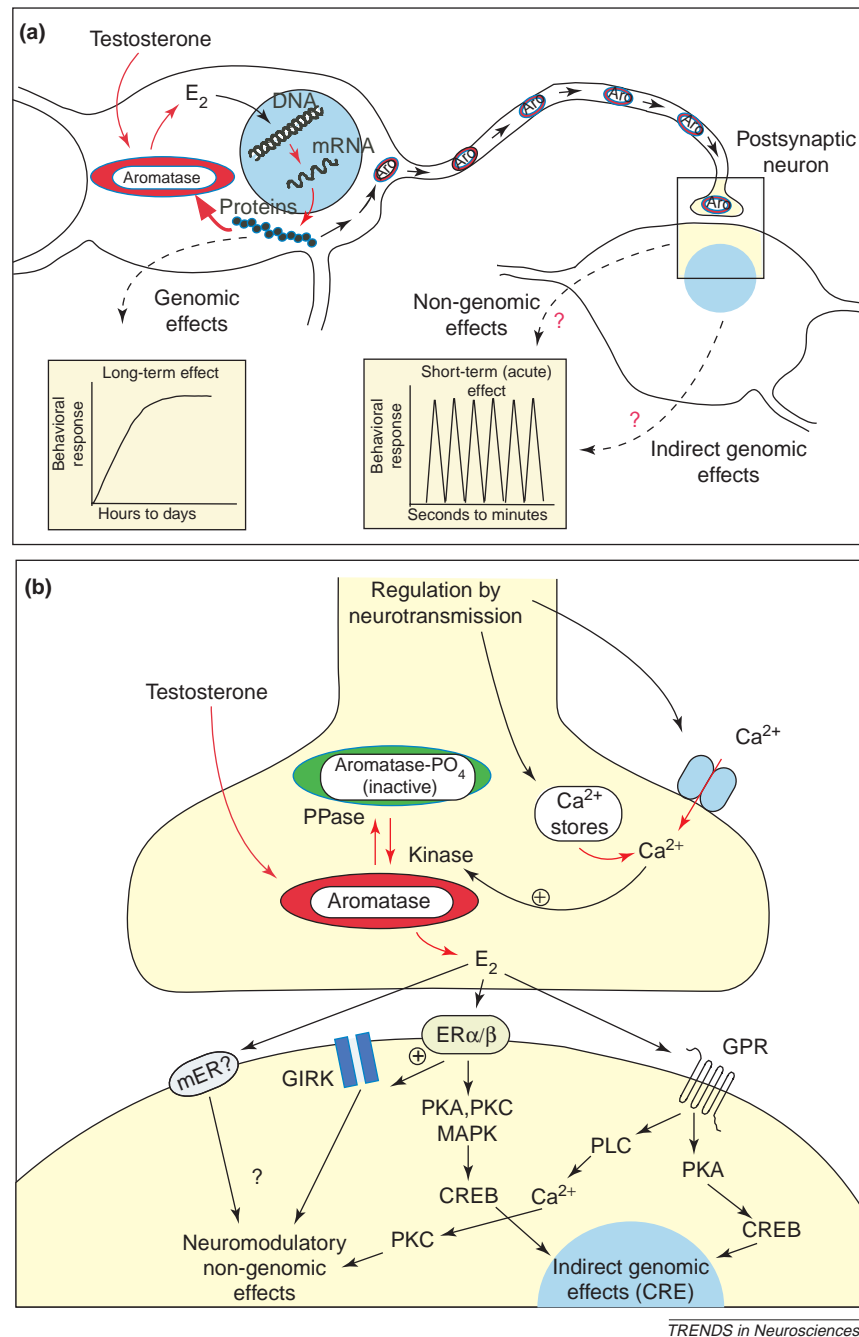 (a)
Testosterone
E2
DNA
mRNA
Aromatase
Proteins
Aro
Aro
Aro
Aro
Aro
Aro
Postsynaptic
neuron
Genomic
effects
Non-genomic
effects
?
?
Indirect genomic
effects
Long-term effect
Behavioral
response
Hours to days
Short-term (acute)
effect
Behavioral
response
Seconds to minutes
(b)
Regulation by
neurotransmission
Testosterone
Ca2+
Aromatase-PO4
(inactive)
Ca2+
stores
PPase
Kinase
Ca2+
Aromatase
+
E2
mER?
GIRK
ERα/β
+
GPR
PKA,PKC
MAPK
PLC
PKA
?
CREB
Ca2+
CREB
PKC
Neuromodulatory
non-genomic
effects
Indirect genomic
effects (CRE)
TRENDS in Neurosciences